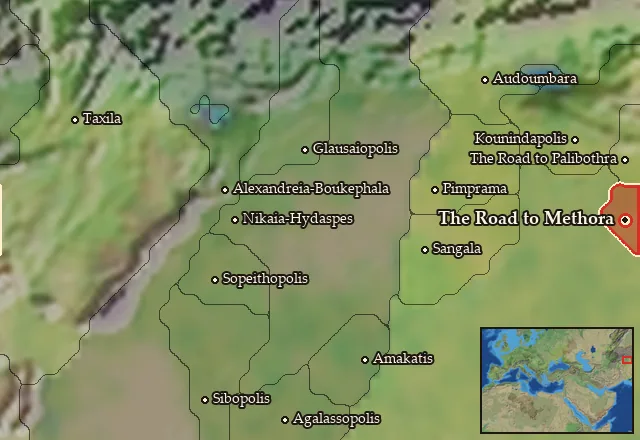 Audoumbara
Taxila
Kounindapolis
Glausaiopolis
The Road to Palibothra
Alexandreia-Boukephala
Pimprama
Nikaia-Hydaspes
The Road to Methora
Sangala
Sopeithopolis
Amakatis
Sibopolis
Agalassopolis